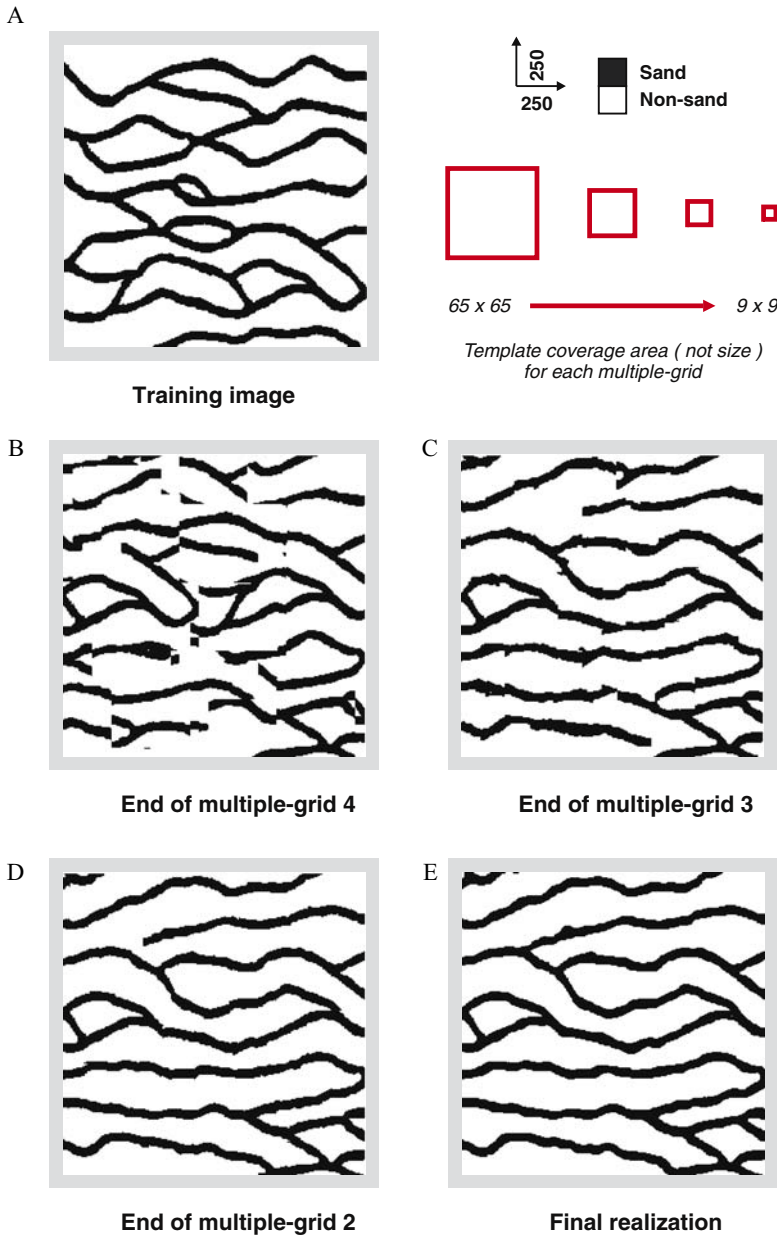 A
250
250
Sand
Non-sand
65 x 65
9 x 9
Template coverage area ( not size )
for each multiple-grid
Training image
B
C
End of multiple-grid 4
End of multiple-grid 3
D
E
End of multiple-grid 2
Final realization